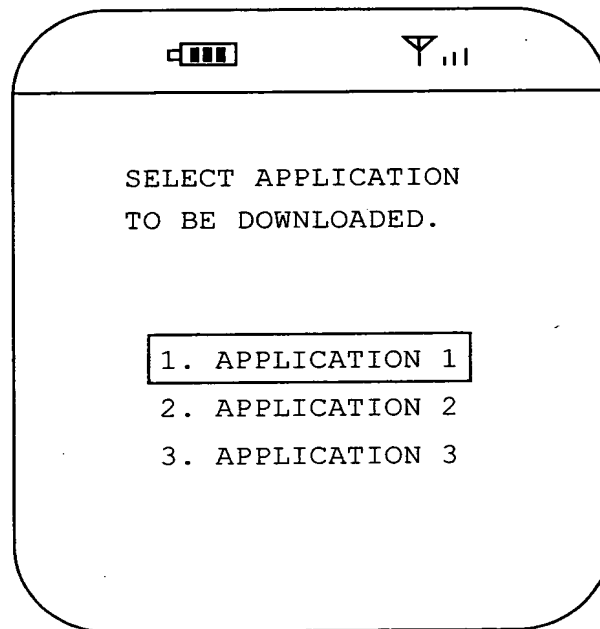 SELECT APPLICATION
TO BE DOWNLOADED.
1. APPLICATION 1
2. APPLICATION 2
3. APPLICATION 3